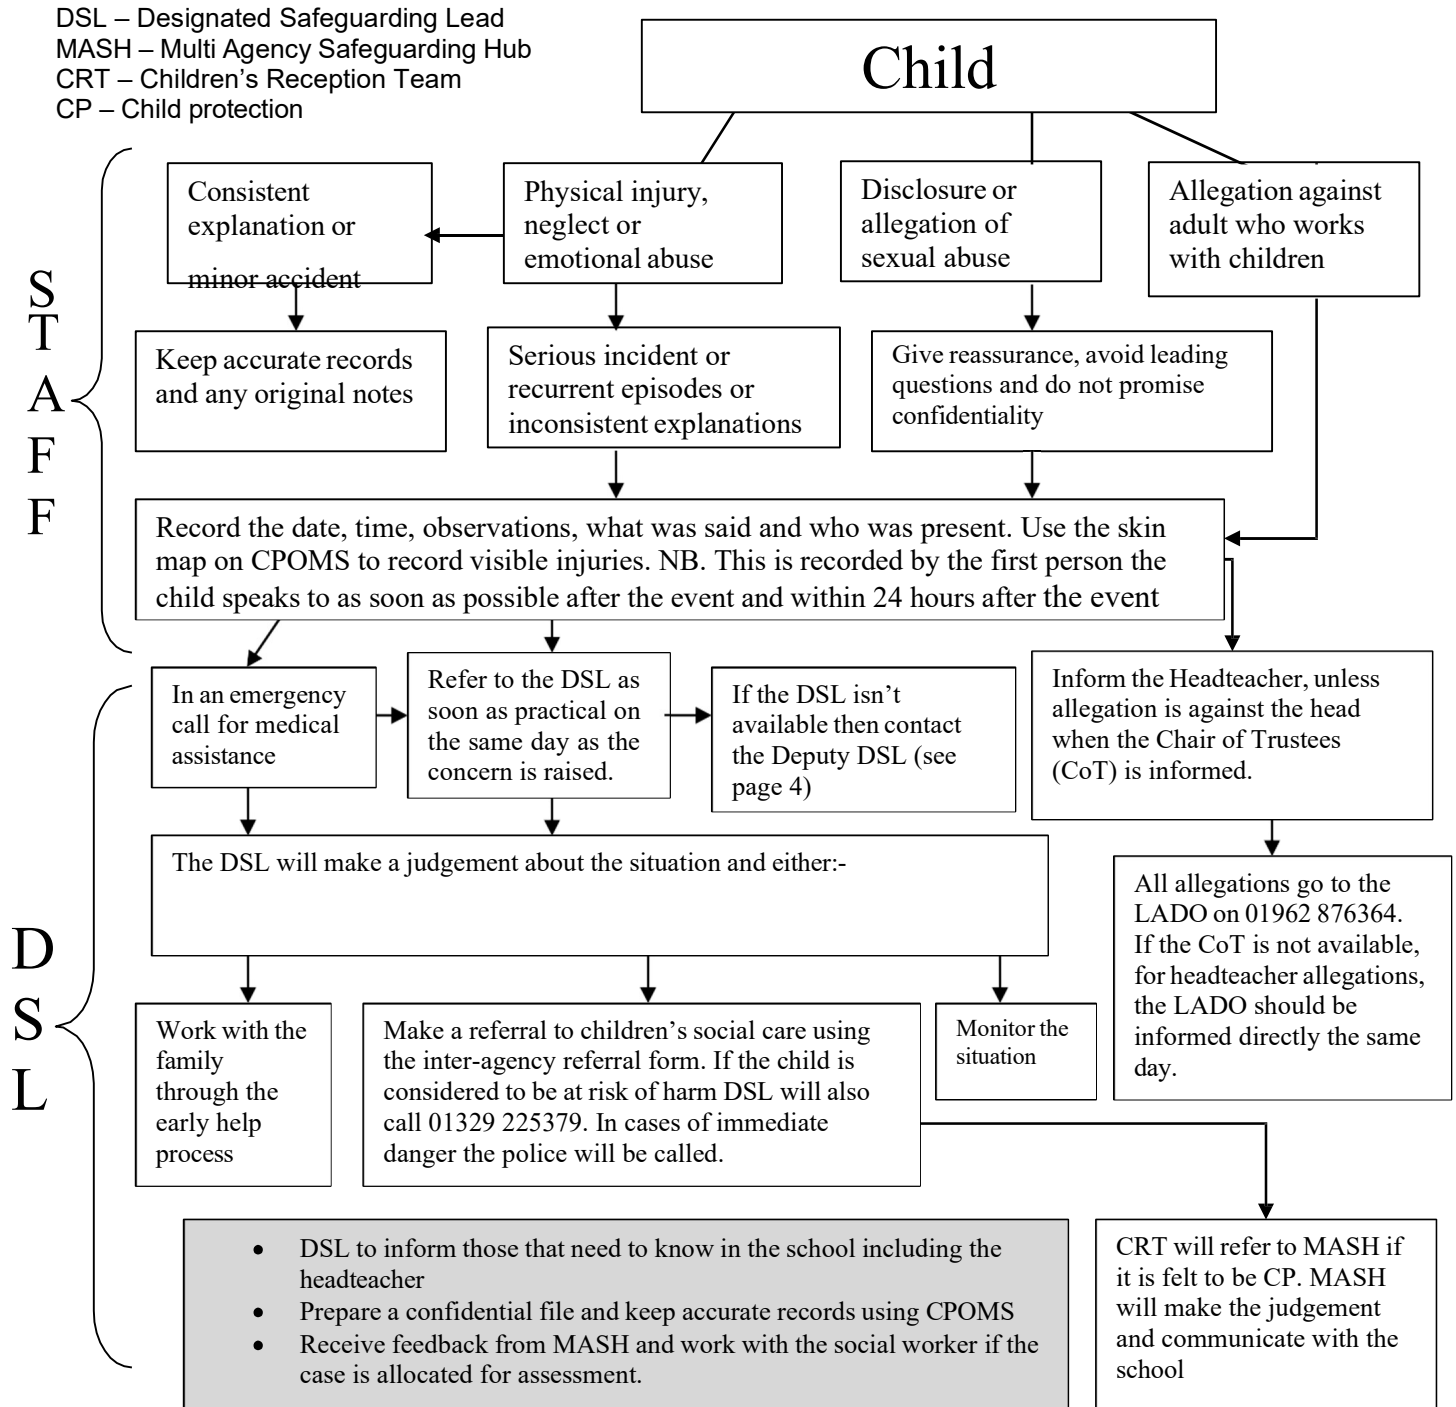 DSL – Designated Safeguarding Lead
MASH – Multi Agency Safeguarding Hub
CRT – Children’s Reception Team
CP – Child protection
Child
S
T
A
F
F
Consistent
explanation or
minor accident
Physical injury,
neglect or
emotional abuse
Disclosure or
allegation of
sexual abuse
Allegation against
adult who works
with children
Keep accurate records
and any original notes
Serious incident or
recurrent episodes or
inconsistent explanations
Give reassurance, avoid leading
questions and do not promise
confidentiality
Record the date, time, observations, what was said and who was present. Use the skin
map on CPOMS to record visible injuries. NB. This is recorded by the first person the
child speaks to as soon as possible after the event and within 24 hours after the event
D
S
L
In an emergency
call for medical
assistance
Refer to the DSL as
soon as practical on
the same day as the
concern is raised.
If the DSL isn’t
available then contact
the Deputy DSL (see
page 4)
Inform the Headteacher, unless
allegation is against the head
when the Chair of Trustees
(CoT) is informed.
The DSL will make a judgement about the situation and either:-
All allegations go to the
LADO on 01962 876364.
If the CoT is not available,
for headteacher allegations,
the LADO should be
informed directly the same
day.
Work with the
family
through the
early help
process
Make a referral to children’s social care using
the inter-agency referral form. If the child is
considered to be at risk of harm DSL will also
call 01329 225379. In cases of immediate
danger the police will be called.
Monitor the
situation
• DSL to inform those that need to know in the school including the
headteacher
• Prepare a confidential file and keep accurate records using CPOMS
• Receive feedback from MASH and work with the social worker if the
case is allocated for assessment.
CRT will refer to MASH if
it is felt to be CP. MASH
will make the judgement
and communicate with the
school